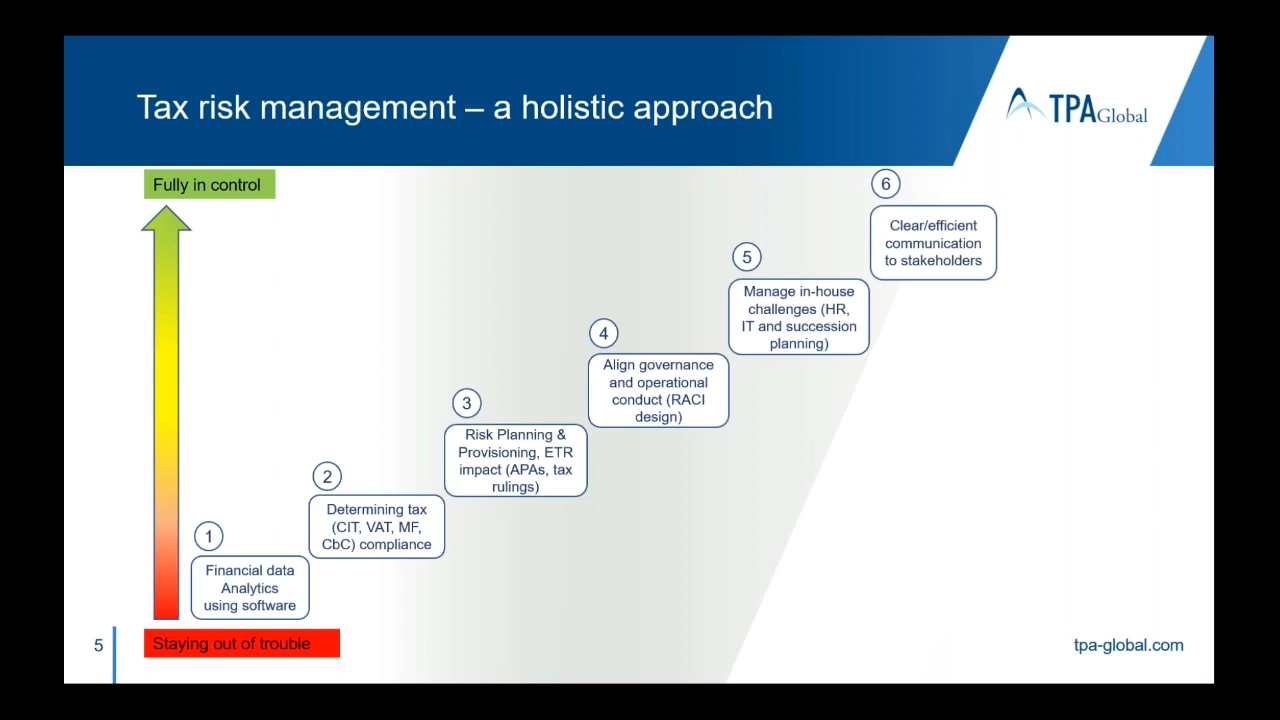 Tax risk management – a holistic approach
TPA Global
Fully in control
6
Clear/efficient
communication
to stakeholders
5
Manage in-house
challenges (HR,
IT and succession
planning)
4
Align governance
and operational
conduct (RACI
design)
3
Risk Planning &
Provisioning, ETR
impact (APAs, tax
rulings)
2
Determining tax
(CIT, VAT, MF,
CbC) compliance
1
Financial data
Analytics
using software
Staying out of trouble
5
tpa-global.com